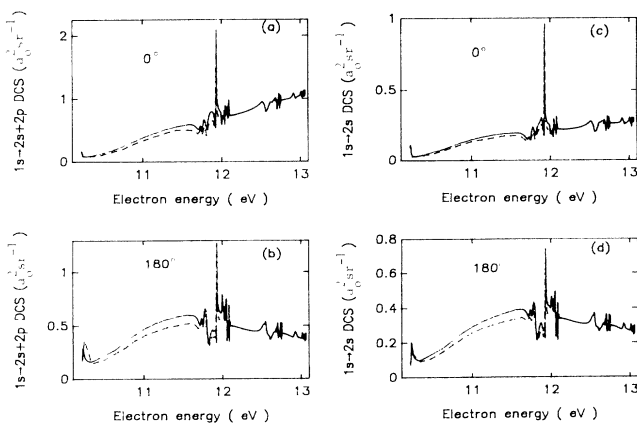 (a)
0°
2
1
0
11
12
13
Electron energy ( eV )
1s→2s+2p DCS (a₀²sr⁻¹)
(c)
0°
1
0.5
0
11
12
13
Electron energy ( eV )
1s→2s DCS (a₀²sr⁻¹)
(b)
180°
1
0.5
0
11
12
13
Electron energy ( eV )
1s→2s+2p DCS (a₀²sr⁻¹)
(d)
180°
0.8
0.6
0.4
0.2
0
11
12
13
Electron energy ( eV )
1s→2s DCS (a₀²sr⁻¹)